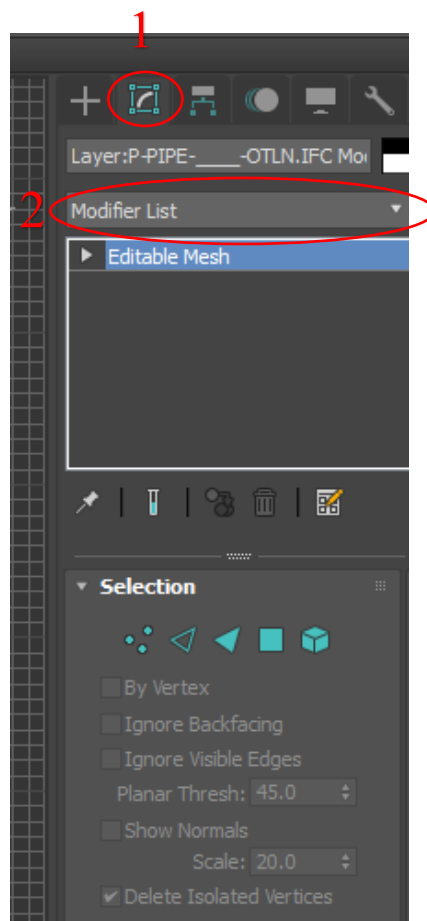 1
Layer:P-PIPE-____-OTLN.IFC Mo
2
Modifier List
Editable Mesh
Selection
By Vertex
Ignore Backfacing
Ignore Visible Edges
Planar Thresh: 45.0
Show Normals
Scale: 20.0
Delete Isolated Vertices